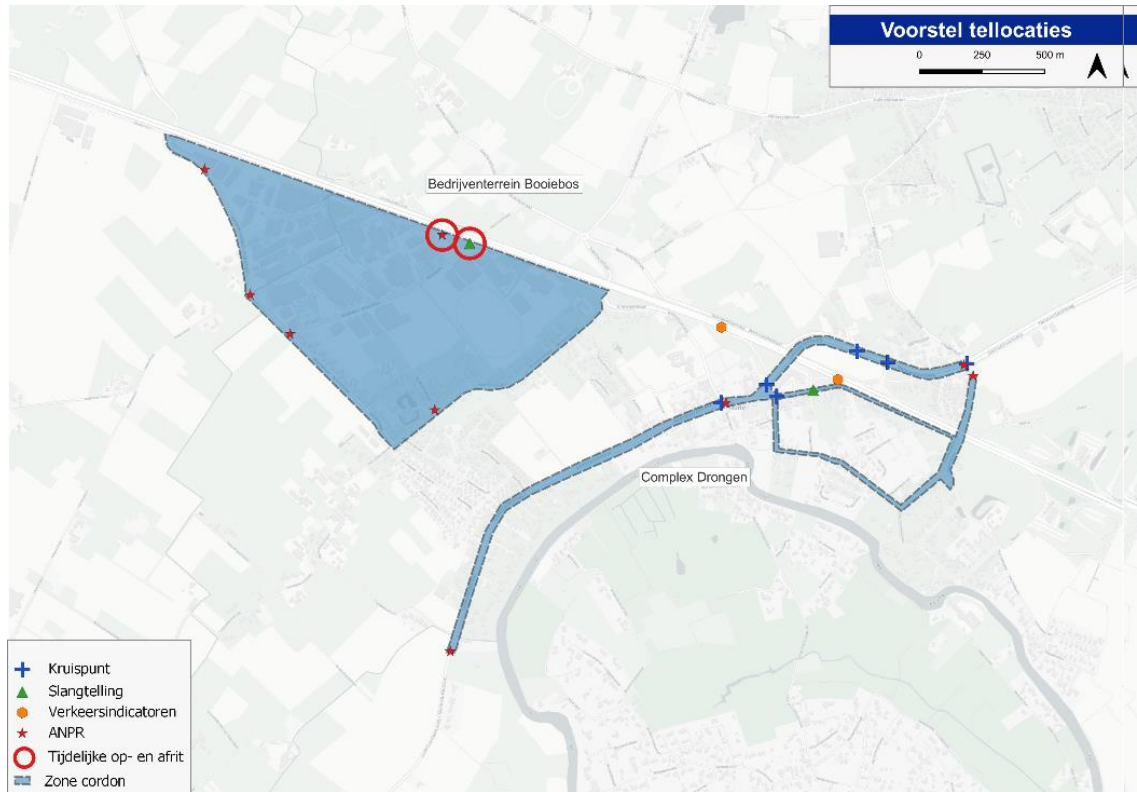 Voorstel tellocaties
0 250 500 m
Bedrijventerrein Booiebos
Complex Drongen
Kruispunt
Slangtelling
Verkeersindicatoren
ANPR
Tijdelijke op- en afrit
Zone cordon